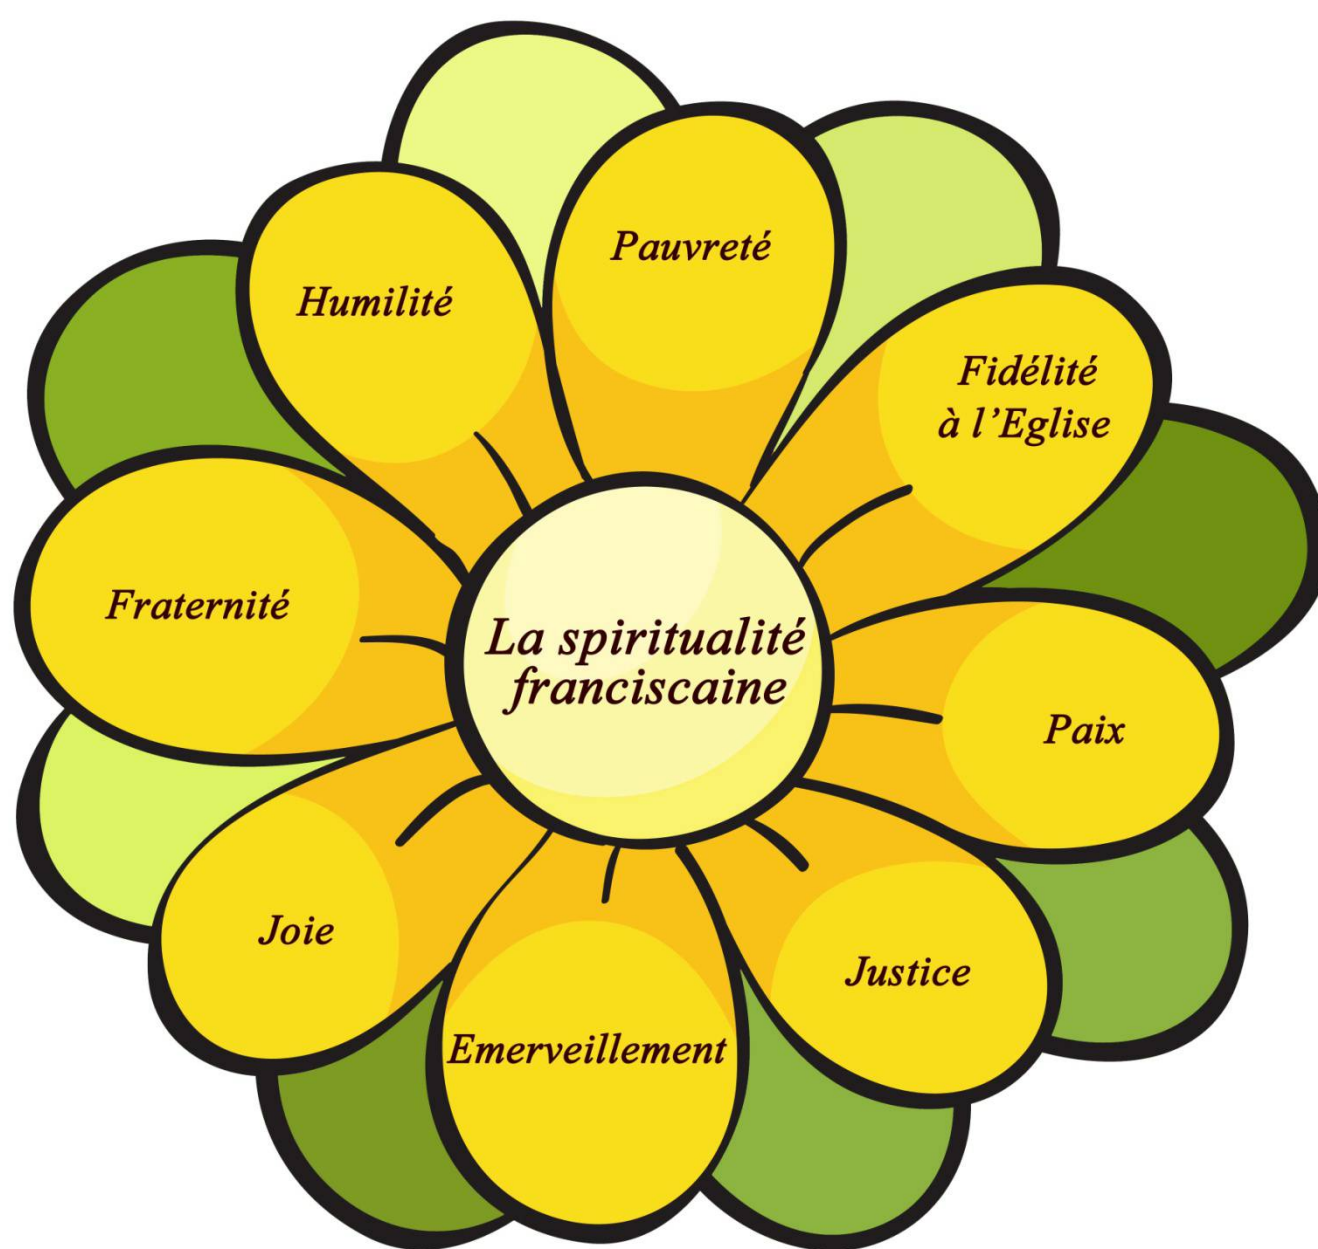 Pauvreté
Humilité
Fidélité
à l'Eglise
Fraternité
La spiritualité
franciscaine
Paix
Joie
Justice
Emerveillement